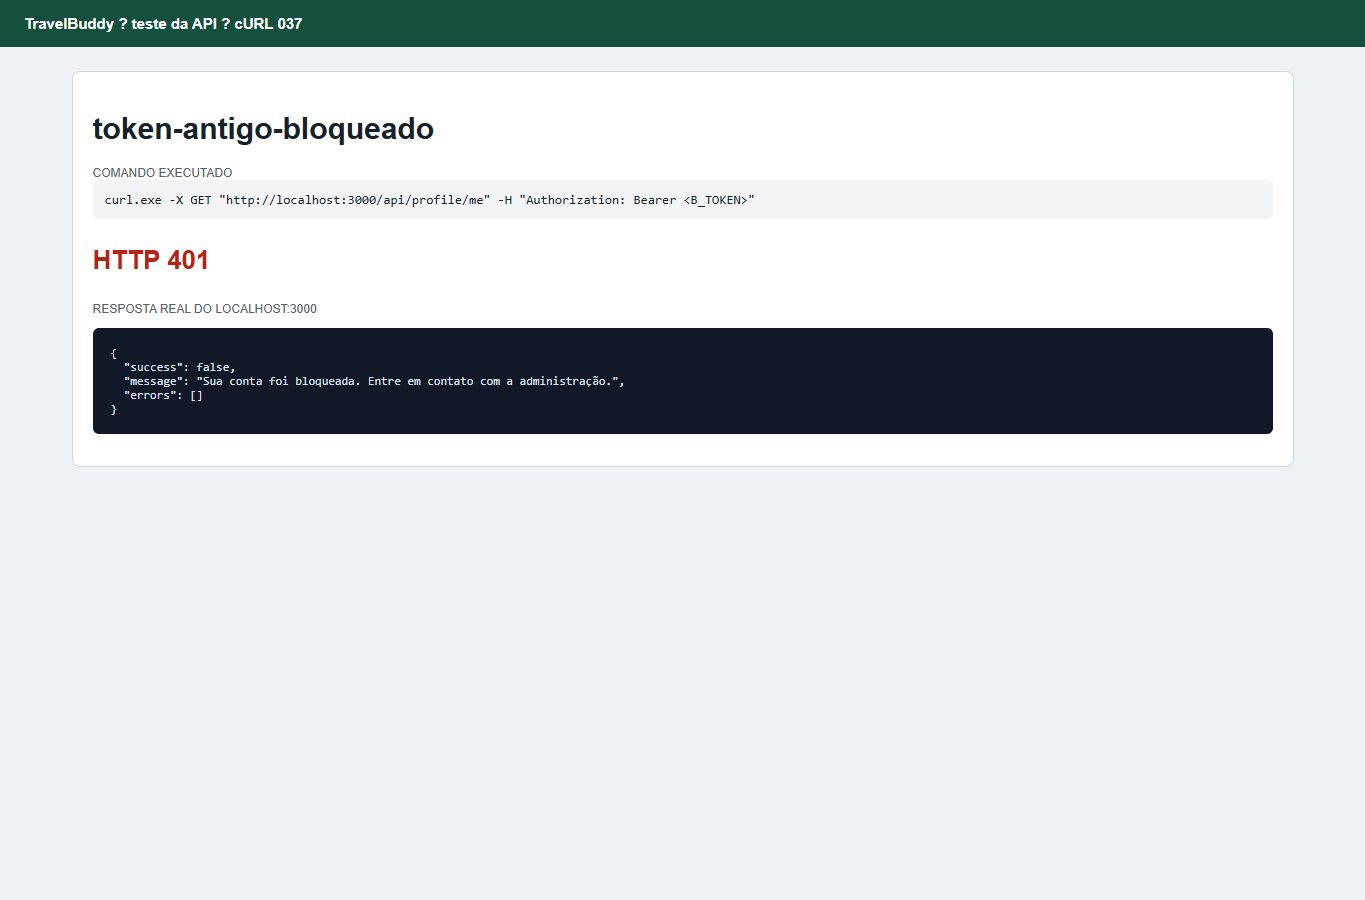 TravelBuddy ? teste da API ? cURL 037
token-antigo-bloqueado
COMANDO EXECUTADO
curl.exe -X GET "http://localhost:3000/api/profile/me" -H "Authorization: Bearer <B_TOKEN>"
HTTP 401
RESPOSTA REAL DO LOCALHOST:3000
{
  "success": false,
  "message": "Sua conta foi bloqueada. Entre em contato com a administração.",
  "errors": []
}